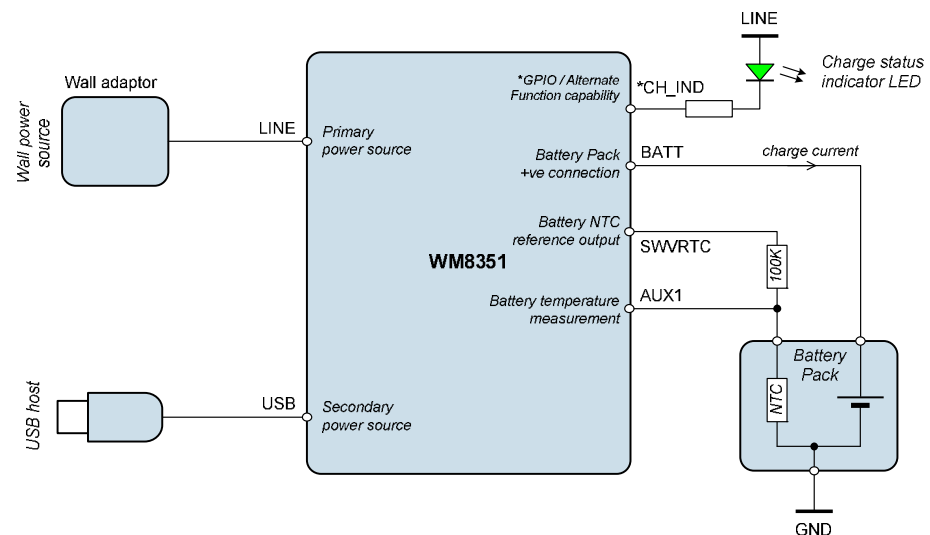 LINE
Charge status
indicator LED
Wall adaptor
Wall power
source
LINE
Primary
power source
*GPIO / Alternate
Function capability
*CH_IND
Battery Pack
+ve connection
BATT
charge current
Battery NTC
reference output
SWVRTC
100K
WM8351
Battery temperature
measurement
AUX1
Battery
Pack
NTC
USB host
USB
Secondary
power source
GND